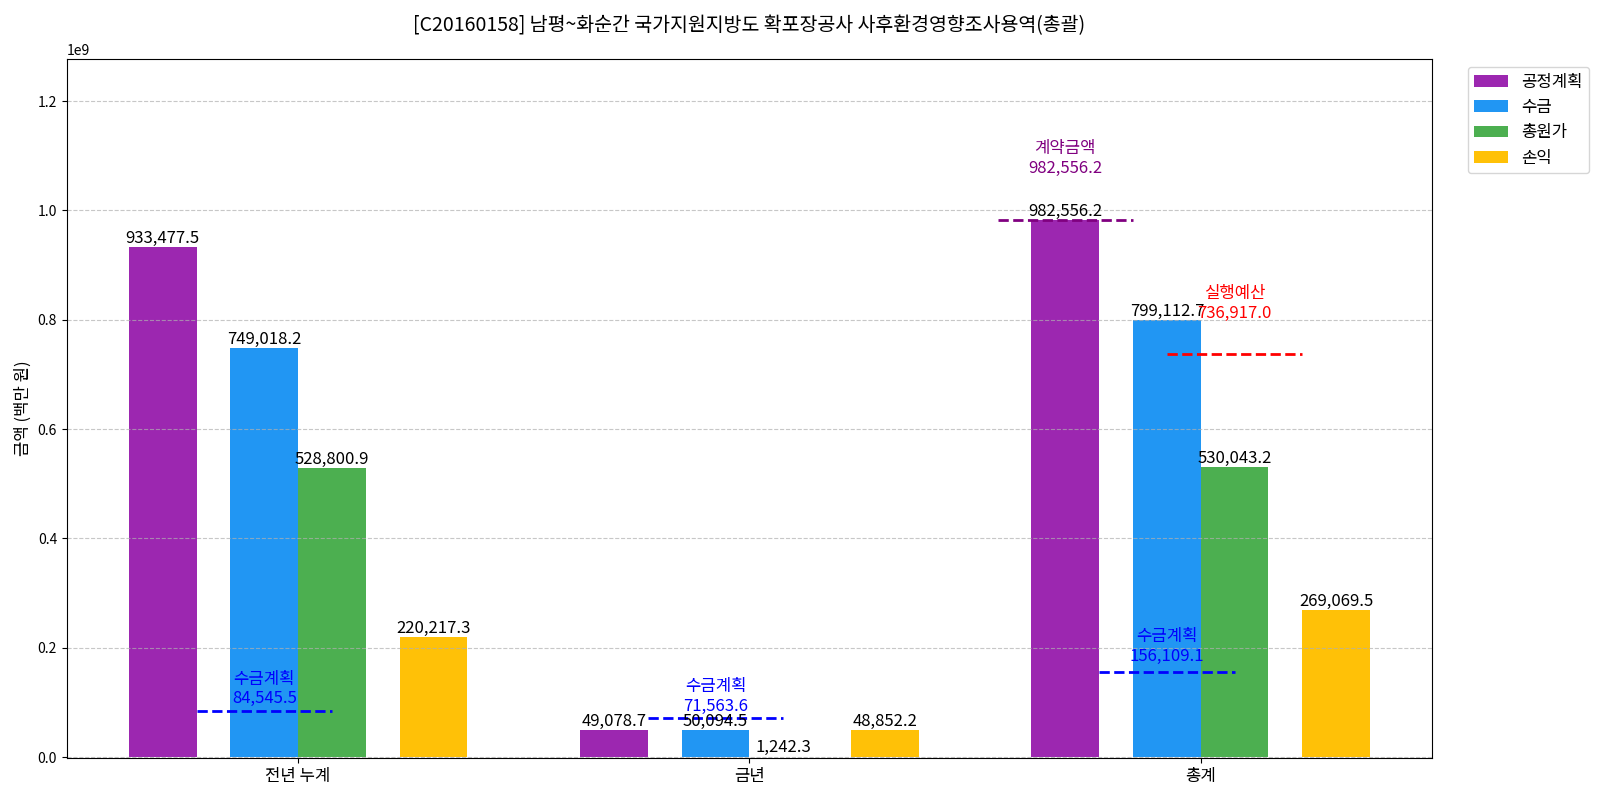 [C20160158] 남평~화순간 국가지원지방도 확포장공사 사후환경영향조사용역(총괄)
1e9
금액 (백만 원)
1.2
1.0
0.8
0.6
0.4
0.2
0.0
933,477.5
749,018.2
528,800.9
220,217.3
수금계획
84,545.5
49,078.7
수금계획
71,563.6
50,094.5
1,242.3
48,852.2
계약금액
982,556.2
982,556.2
799,112.7
실행예산
736,917.0
530,043.2
수금계획
156,109.1
269,069.5
전년 누계
금년
총계
공정계획
수금
총원가
손익